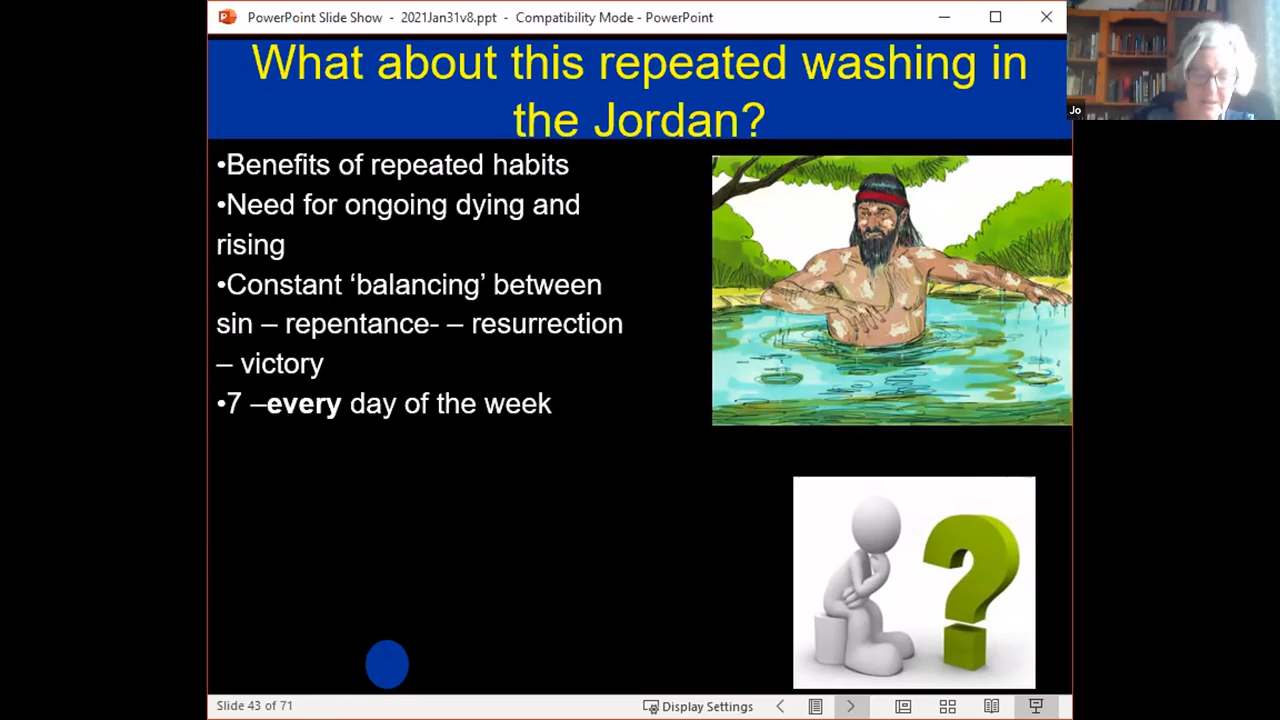 PowerPoint Slide Show - 2021Jan31v8.ppt - Compatibility Mode - PowerPoint
What about this repeated washing in
the Jordan?
Jo
•Benefits of repeated habits
•Need for ongoing dying and
rising
•Constant ‘balancing’ between
sin – repentance- – resurrection
– victory
•7 –every day of the week
?
Slide 43 of 71
Display Settings